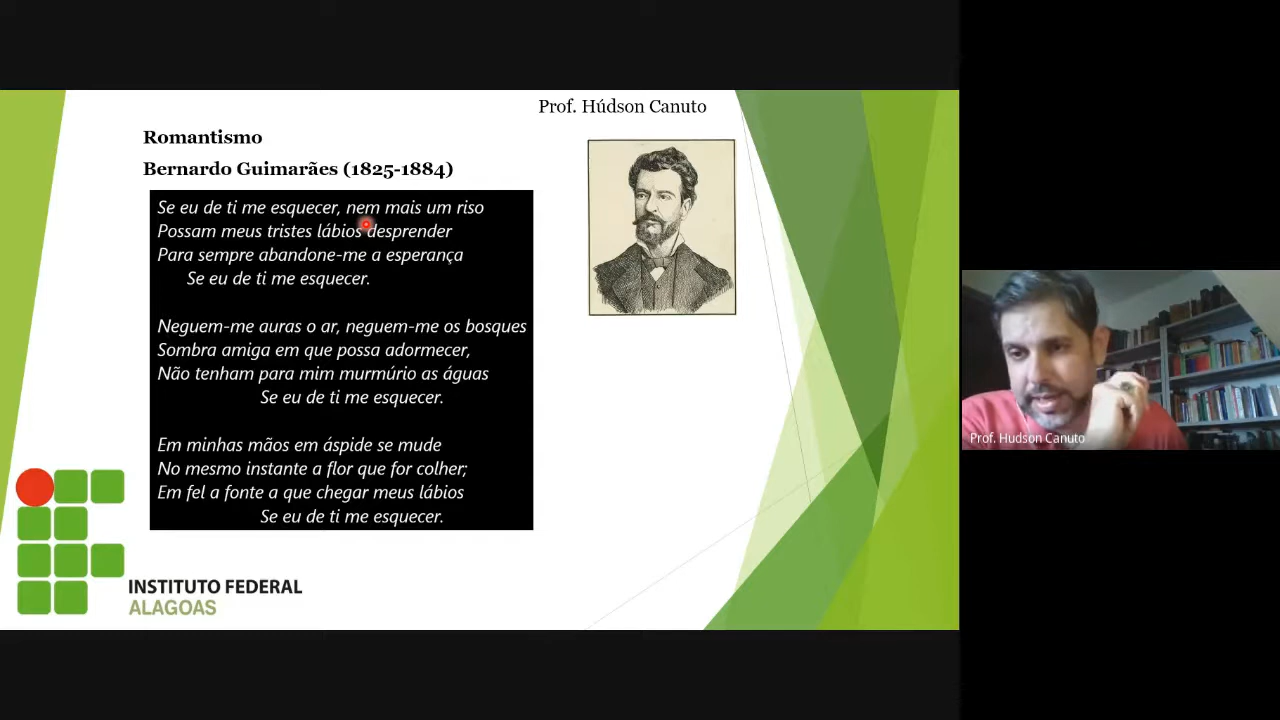 Prof. Húdson Canuto
Romantismo
Bernardo Guimarães (1825-1884)
Se eu de ti me esquecer, nem mais um riso
Possam meus tristes lábios desprender
Para sempre abandone-me a esperança
Se eu de ti me esquecer.
Neguem-me auras o ar, neguem-me os bosques
Sombra amiga em que possa adormecer,
Não tenham para mim murmúrio as águas
Se eu de ti me esquecer.
Em minhas mãos em áspide se mude
No mesmo instante a flor que for colher;
Em fel a fonte a que chegar meus lábios
Se eu de ti me esquecer.
INSTITUTO FEDERAL
ALAGOAS
Prof. Hudson Canuto